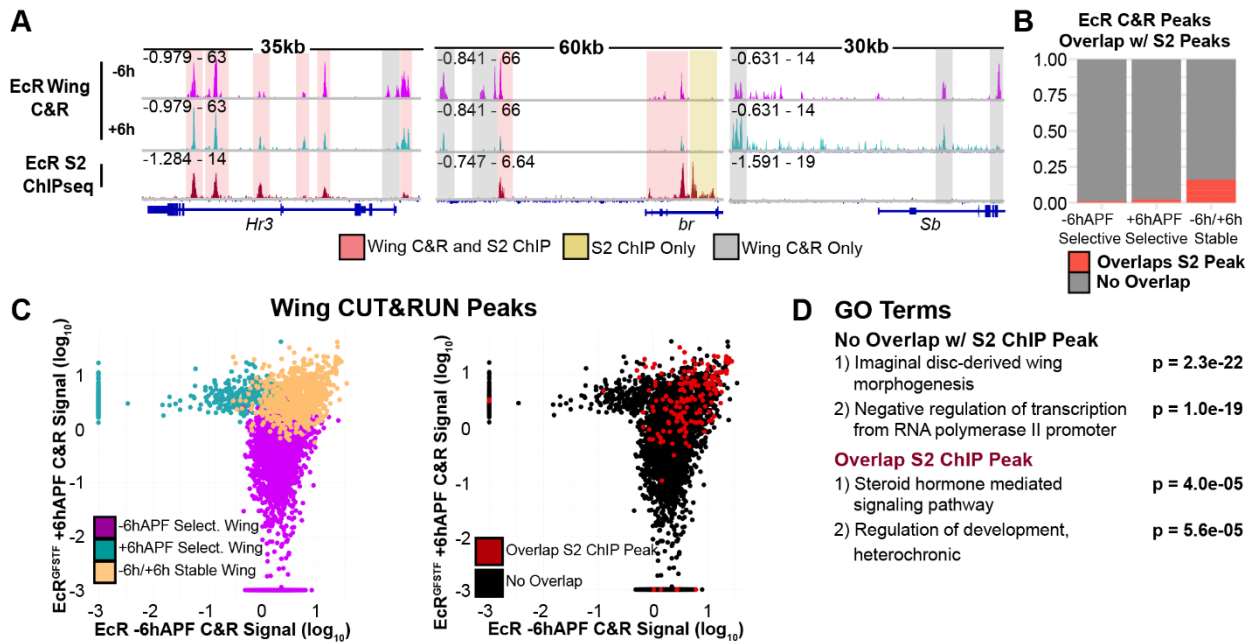 A
35kb
60kb
30kb
EcR Wing
C&R
-6h
+6h
EcR S2
ChIPseq
-0.979 - 63
-0.841 - 66
-0.631 - 14
-0.979 - 63
-0.841 - 66
-0.631 - 14
-1.284 - 14
-0.747 - 6.64
-1.591 - 19
Hr3
br
Sb
Wing C&R and S2 ChIP
S2 ChIP Only
Wing C&R Only
B
EcR C&R Peaks
Overlap w/ S2 Peaks
1.00
0.75
0.50
0.25
0.00
-6hAPF
Selective
+6hAPF
Selective
-6h/+6h
Stable
Overlaps S2 Peak
No Overlap
C
Wing CUT&RUN Peaks
EcRGFSTF +6hAPF C&R Signal (log10)
1
0
-1
-2
-3
-6hAPF Select. Wing
+6hAPF Select. Wing
-6h/+6h Stable Wing
-3
-2
-1
0
1
EcR -6hAPF C&R Signal (log10)
EcRGFSTF +6hAPF C&R Signal (log10)
1
0
-1
-2
-3
Overlap S2 ChIP Peak
No Overlap
-3
-2
-1
0
1
EcR -6hAPF C&R Signal (log10)
D
GO Terms
No Overlap w/ S2 ChIP Peak
1) Imaginal disc-derived wing
morphogenesis
p = 2.3e-22
2) Negative regulation of transcription
from RNA polymerase II promoter
p = 1.0e-19
Overlap S2 ChIP Peak
1) Steroid hormone mediated
signaling pathway
p = 4.0e-05
2) Regulation of development,
heterochronic
p = 5.6e-05